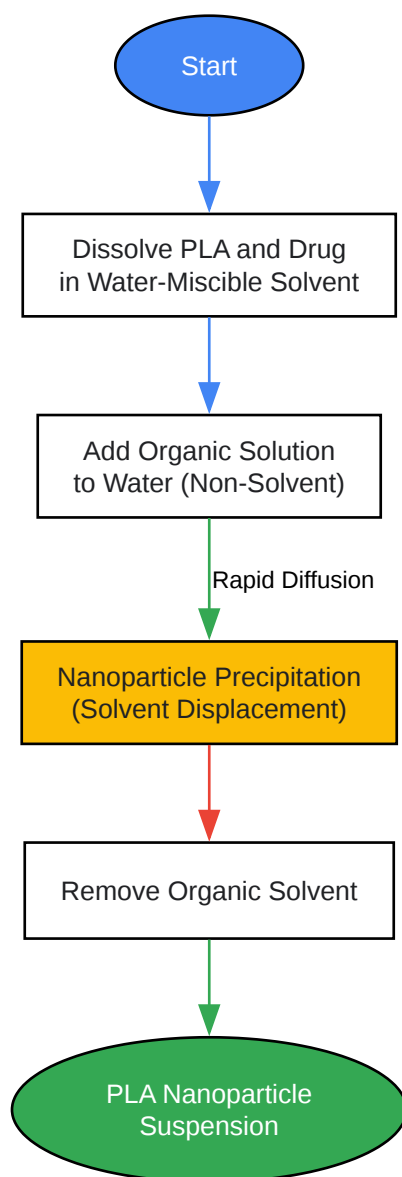 Start
Dissolve PLA and Drug
in Water-Miscible Solvent
Add Organic Solution
to Water (Non-Solvent)
Rapid Diffusion
Nanoparticle Precipitation
(Solvent Displacement)
Remove Organic Solvent
PLA Nanoparticle
Suspension